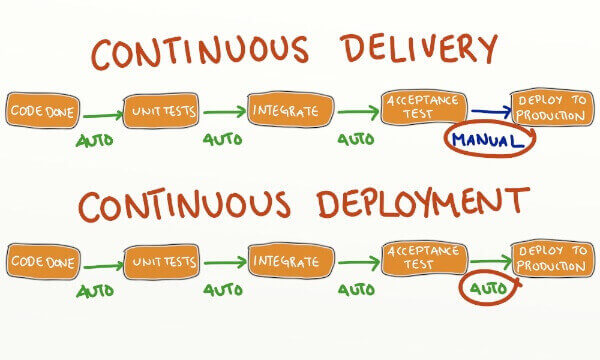 CONTINUOUS DELIVERY
CODE DONE
UNIT TESTS
INTEGRATE
ACCEPTANCE
TEST
DEPLOY TO
PRODUCTION
AUTO
AUTO
AUTO
MANUAL
CONTINUOUS DEPLOYMENT
CODE DONE
UNIT TESTS
INTEGRATE
ACCEPTANCE
TEST
DEPLOY TO
PRODUCTION
AUTO
AUTO
AUTO
AUTO